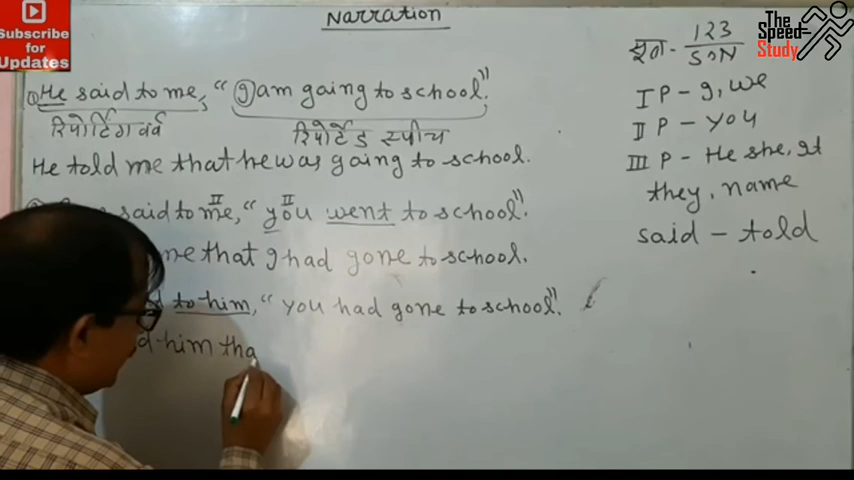 SUBSCRIBE
for
Updates
Narration
The
Speed
Study
सूत्र - 123
SON
He said to me, “I am going to school”.
रिपोर्टिंग वर्व
रिपोर्टेड स्पीच
He told me that he was going to school.
I P - I, we
II P - You
III P - He she, It
they, name
said - told
II II
said to me, “you went to school”.
me that I had gone to school.
to him, “You had gone to school”.
him tha